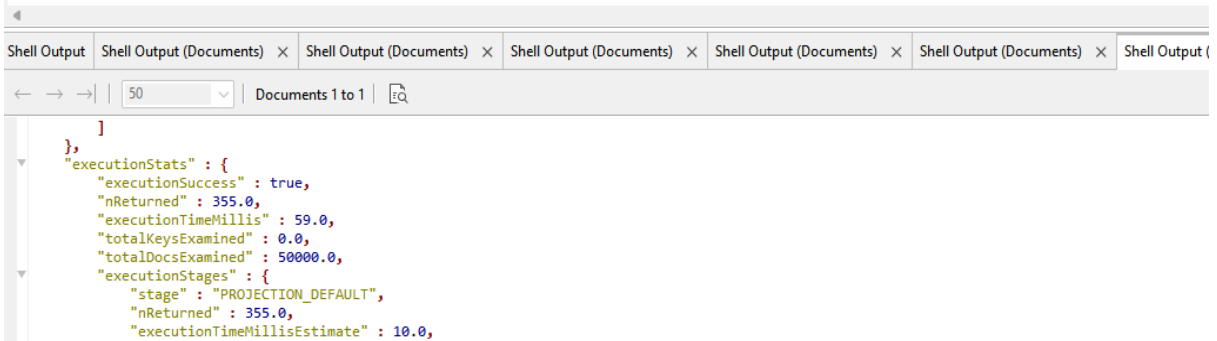 Shell Output Shell Output (Documents) × Shell Output (Documents) × Shell Output (Documents) × Shell Output (Documents) × Shell Output (Documents) × Shell Output (
50 Documents 1 to 1
]
},
"executionStats" : {
"executionSuccess" : true,
"nReturned" : 355.0,
"executionTimeMillis" : 59.0,
"totalKeysExamined" : 0.0,
"totalDocsExamined" : 50000.0,
"executionStages" : {
"stage" : "PROJECTION_DEFAULT",
"nReturned" : 355.0,
"executionTimeMillisEstimate" : 10.0,